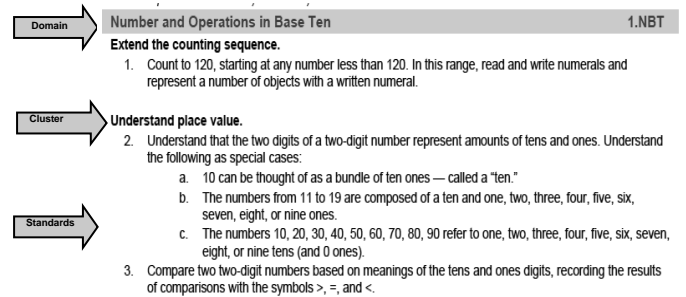 Domain
Number and Operations in Base Ten 1.NBT
Extend the counting sequence.
1. Count to 120, starting at any number less than 120. In this range, read and write numerals and
represent a number of objects with a written numeral.
Cluster
Understand place value.
2. Understand that the two digits of a two-digit number represent amounts of tens and ones. Understand
the following as special cases:
a. 10 can be thought of as a bundle of ten ones — called a “ten.”
b. The numbers from 11 to 19 are composed of a ten and one, two, three, four, five, six,
seven, eight, or nine ones.
Standards
c. The numbers 10, 20, 30, 40, 50, 60, 70, 80, 90 refer to one, two, three, four, five, six, seven,
eight, or nine tens (and 0 ones).
3. Compare two two-digit numbers based on meanings of the tens and ones digits, recording the results
of comparisons with the symbols >, =, and <.